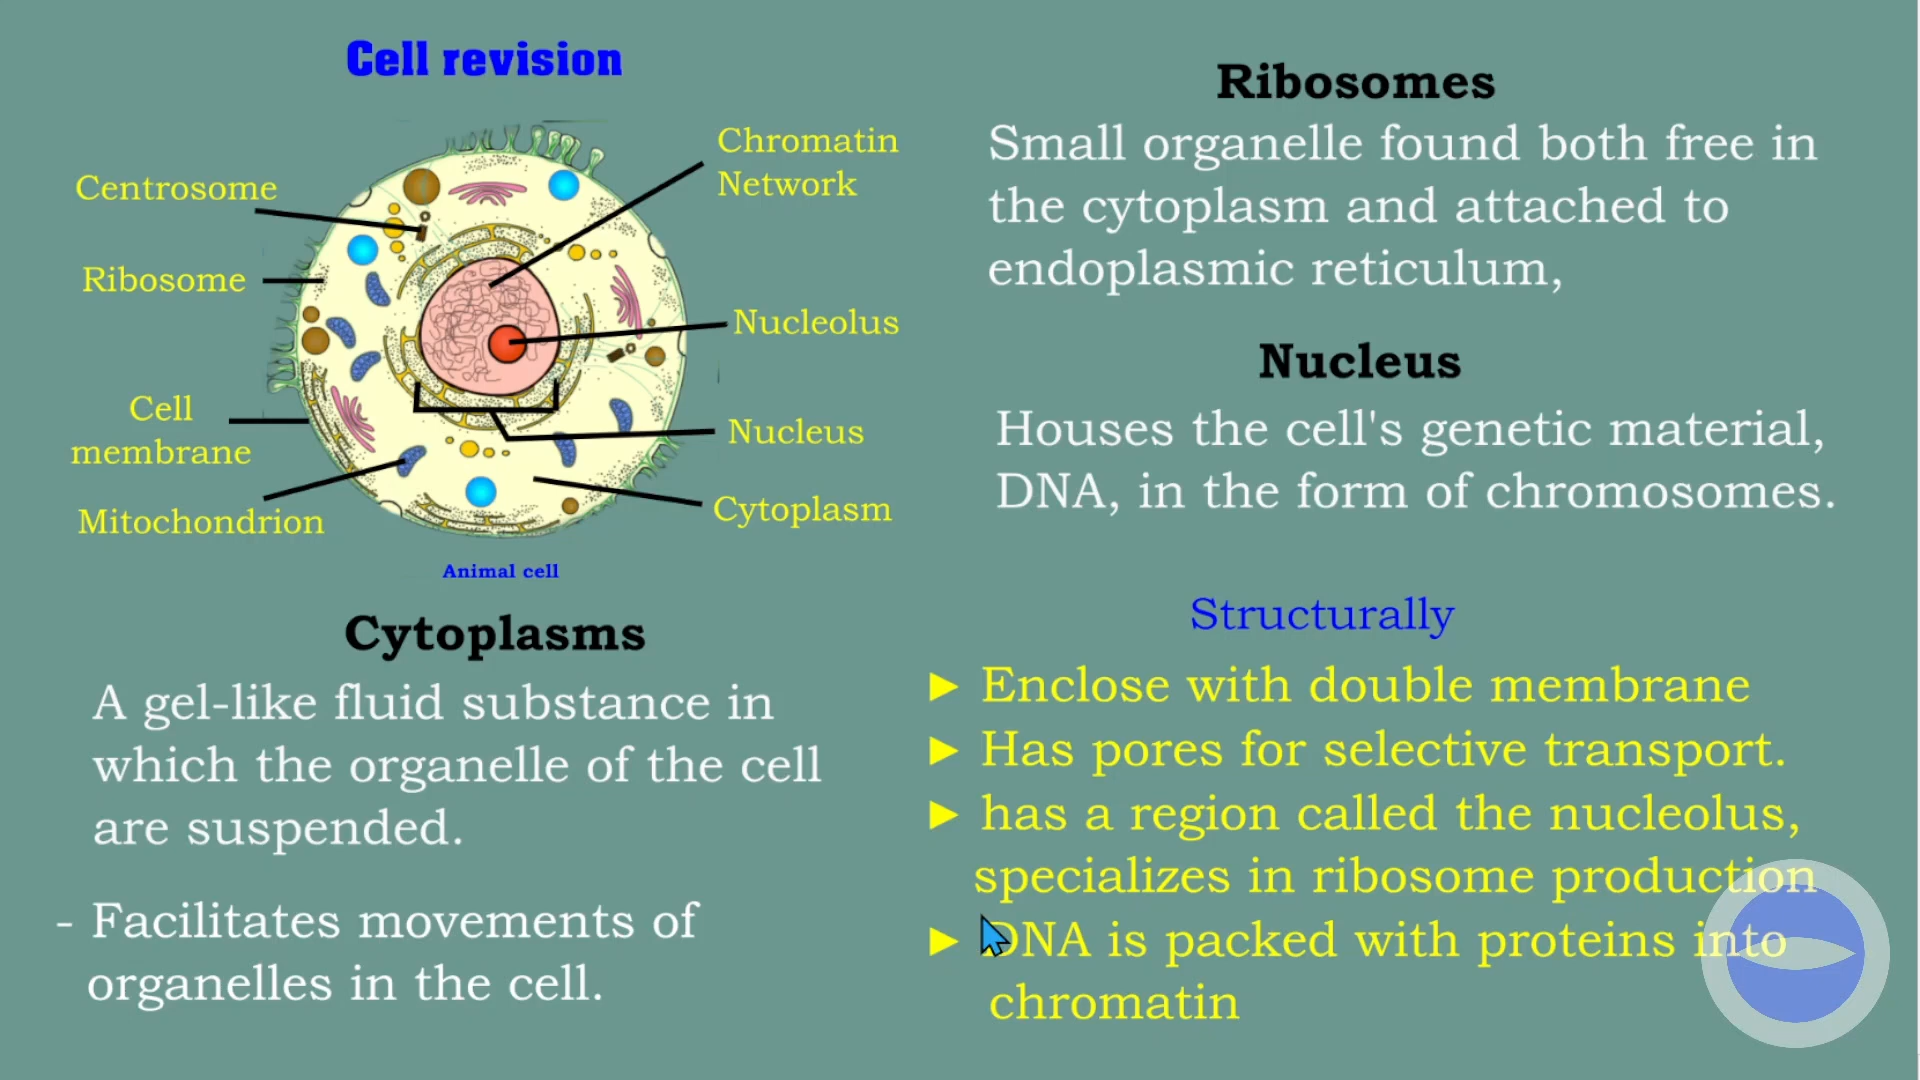 Cell revision
Centrosome
Ribosome
Cell
membrane
Mitochondrion
Chromatin
Network
Nucleolus
Nucleus
Cytoplasm
Animal cell
Cytoplasms
A gel-like fluid substance in
which the organelle of the cell
are suspended.
- Facilitates movements of
organelles in the cell.
Ribosomes
Small organelle found both free in
the cytoplasm and attached to
endoplasmic reticulum,
Nucleus
Houses the cell's genetic material,
DNA, in the form of chromosomes.
Structurally
► Enclose with double membrane
► Has pores for selective transport.
► has a region called the nucleolus,
specializes in ribosome production
► DNA is packed with proteins into
chromatin